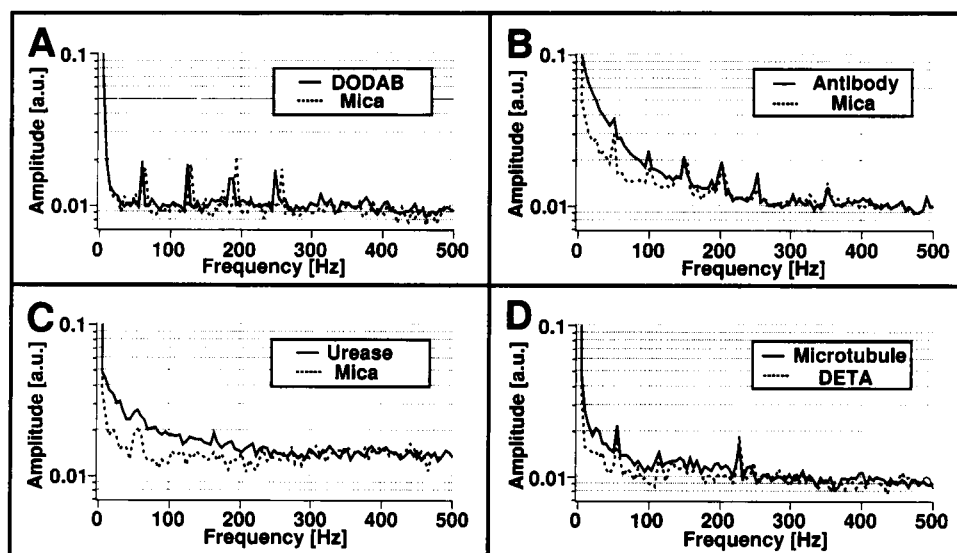 A
0.1
DODAB
Mica
Amplitude [a.u.]
0.01
0 100 200 300 400 500
Frequency [Hz]
B
0.1
Antibody
Mica
Amplitude [a.u.]
0.01
0 100 200 300 400 500
Frequency [Hz]
C
0.1
Urease
Mica
Amplitude [a.u.]
0.01
0 100 200 300 400 500
Frequency [Hz]
D
0.1
Microtubule
DETA
Amplitude [a.u.]
0.01
0 100 200 300 400 500
Frequency [Hz]